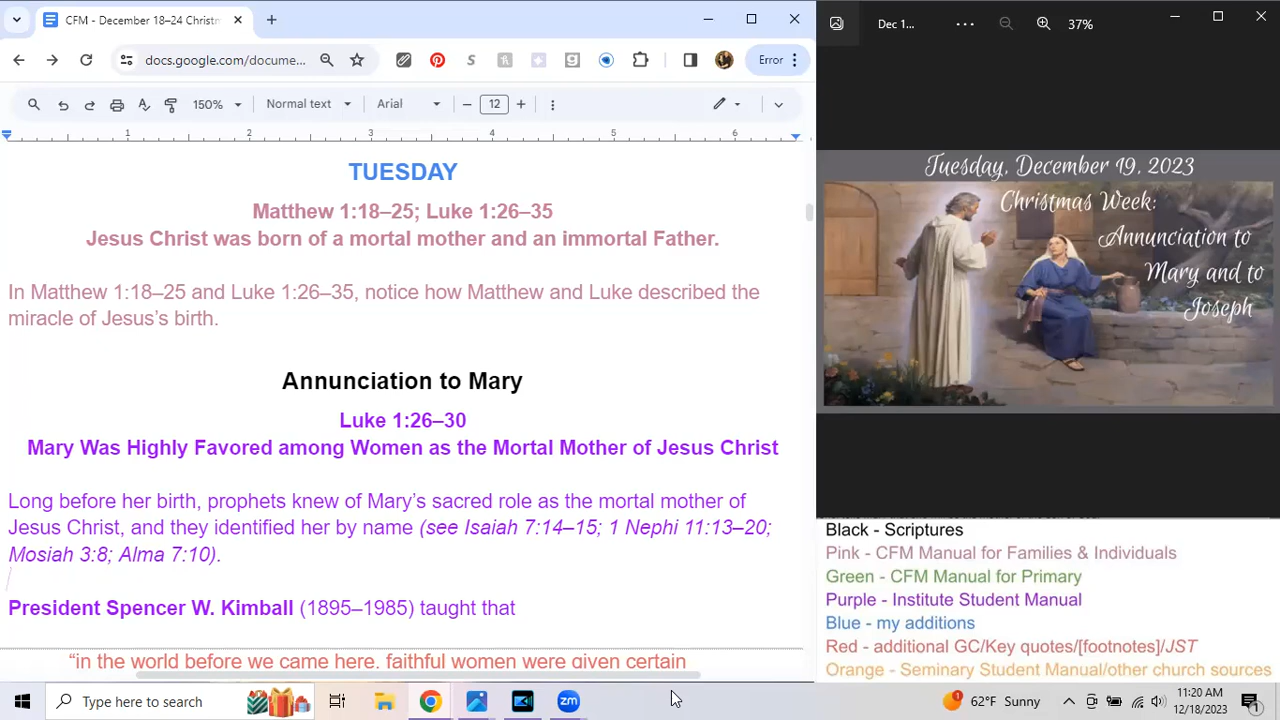 CFM - December 18–24 Christm
docs.google.com/docume...
Error
Dec 1...
37%
150%
Normal text
Arial
12
1 2 3 4 5 6
TUESDAY
Matthew 1:18–25; Luke 1:26–35
Jesus Christ was born of a mortal mother and an immortal Father.
In Matthew 1:18–25 and Luke 1:26–35, notice how Matthew and Luke described the
miracle of Jesus’s birth.
Annunciation to Mary
Luke 1:26–30
Mary Was Highly Favored among Women as the Mortal Mother of Jesus Christ
Long before her birth, prophets knew of Mary’s sacred role as the mortal mother of
Jesus Christ, and they identified her by name (see Isaiah 7:14–15; 1 Nephi 11:13–20;
Mosiah 3:8; Alma 7:10).
President Spencer W. Kimball (1895–1985) taught that
“in the world before we came here, faithful women were given certain
Tuesday, December 19, 2023
Christmas Week:
Annunciation to
Mary and to
Joseph
Black - Scriptures
Pink - CFM Manual for Families & Individuals
Green - CFM Manual for Primary
Purple - Institute Student Manual
Blue - my additions
Red - additional GC/Key quotes/[footnotes]/JST
Orange - Seminary Student Manual/other church sources
Type here to search
zm
1
62°F Sunny
11:20 AM
12/18/2023
1